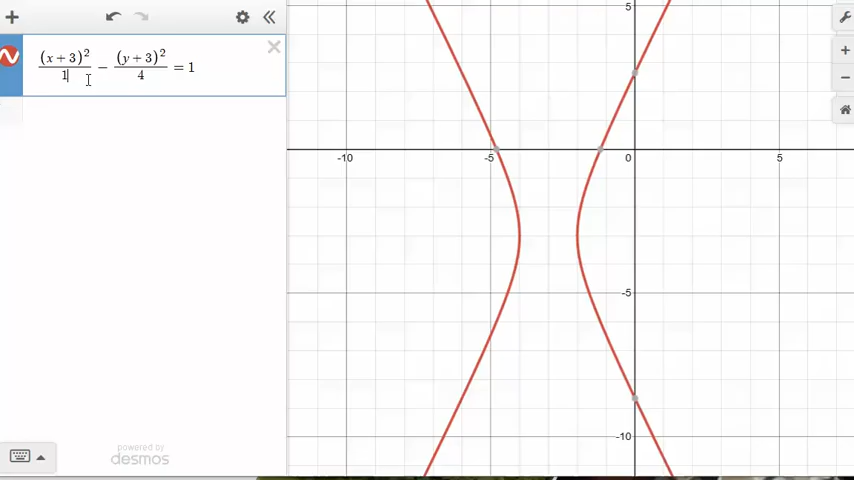 (x+3)²/1 − (y+3)²/4 = 1
5
-10
-5
0
5
-5
-10
powered by
desmos